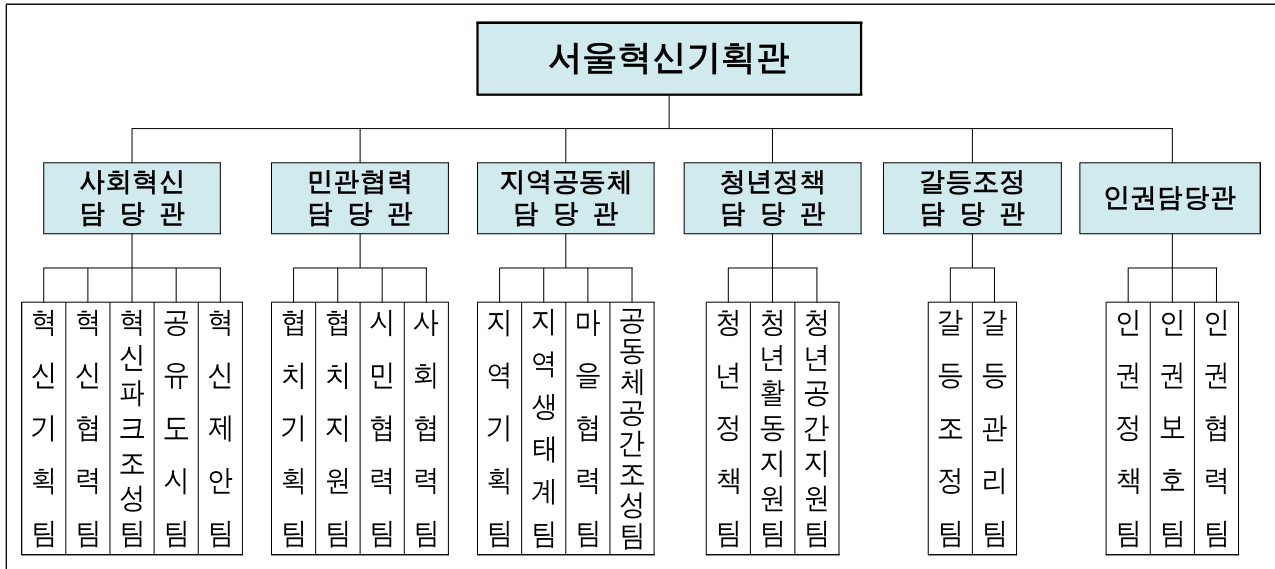 서울혁신기획관
사회혁신
담 당 관
민관협력
담 당 관
지역공동체
담 당 관
청년정책
담 당 관
갈등조정
담 당 관
인권담당관
혁신기획팀
혁신협력팀
혁신파크조성팀
공유도시팀
혁신제안팀
협치기획팀
협치지원팀
시민협력팀
사회협력팀
지역기획팀
지역생태계팀
마을협력팀
공동체공간조성팀
청년정책팀
청년활동지원팀
청년공간지원팀
갈등조정팀
갈등관리팀
인권정책팀
인권보호팀
인권협력팀